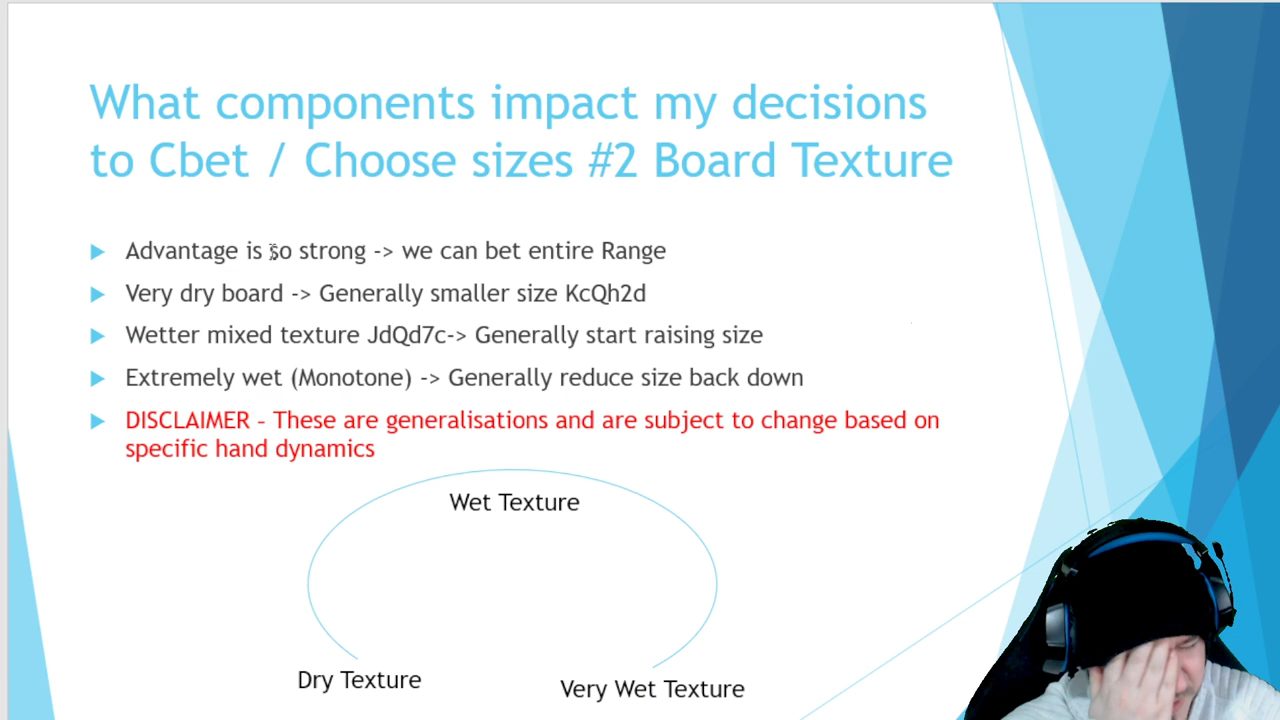 What components impact my decisions
to Cbet / Choose sizes #2 Board Texture
Advantage is so strong -> we can bet entire Range
Very dry board -> Generally smaller size KcQh2d
Wetter mixed texture JdQd7c-> Generally start raising size
Extremely wet (Monotone) -> Generally reduce size back down
DISCLAIMER – These are generalisations and are subject to change based on
specific hand dynamics
Wet Texture
Dry Texture
Very Wet Texture